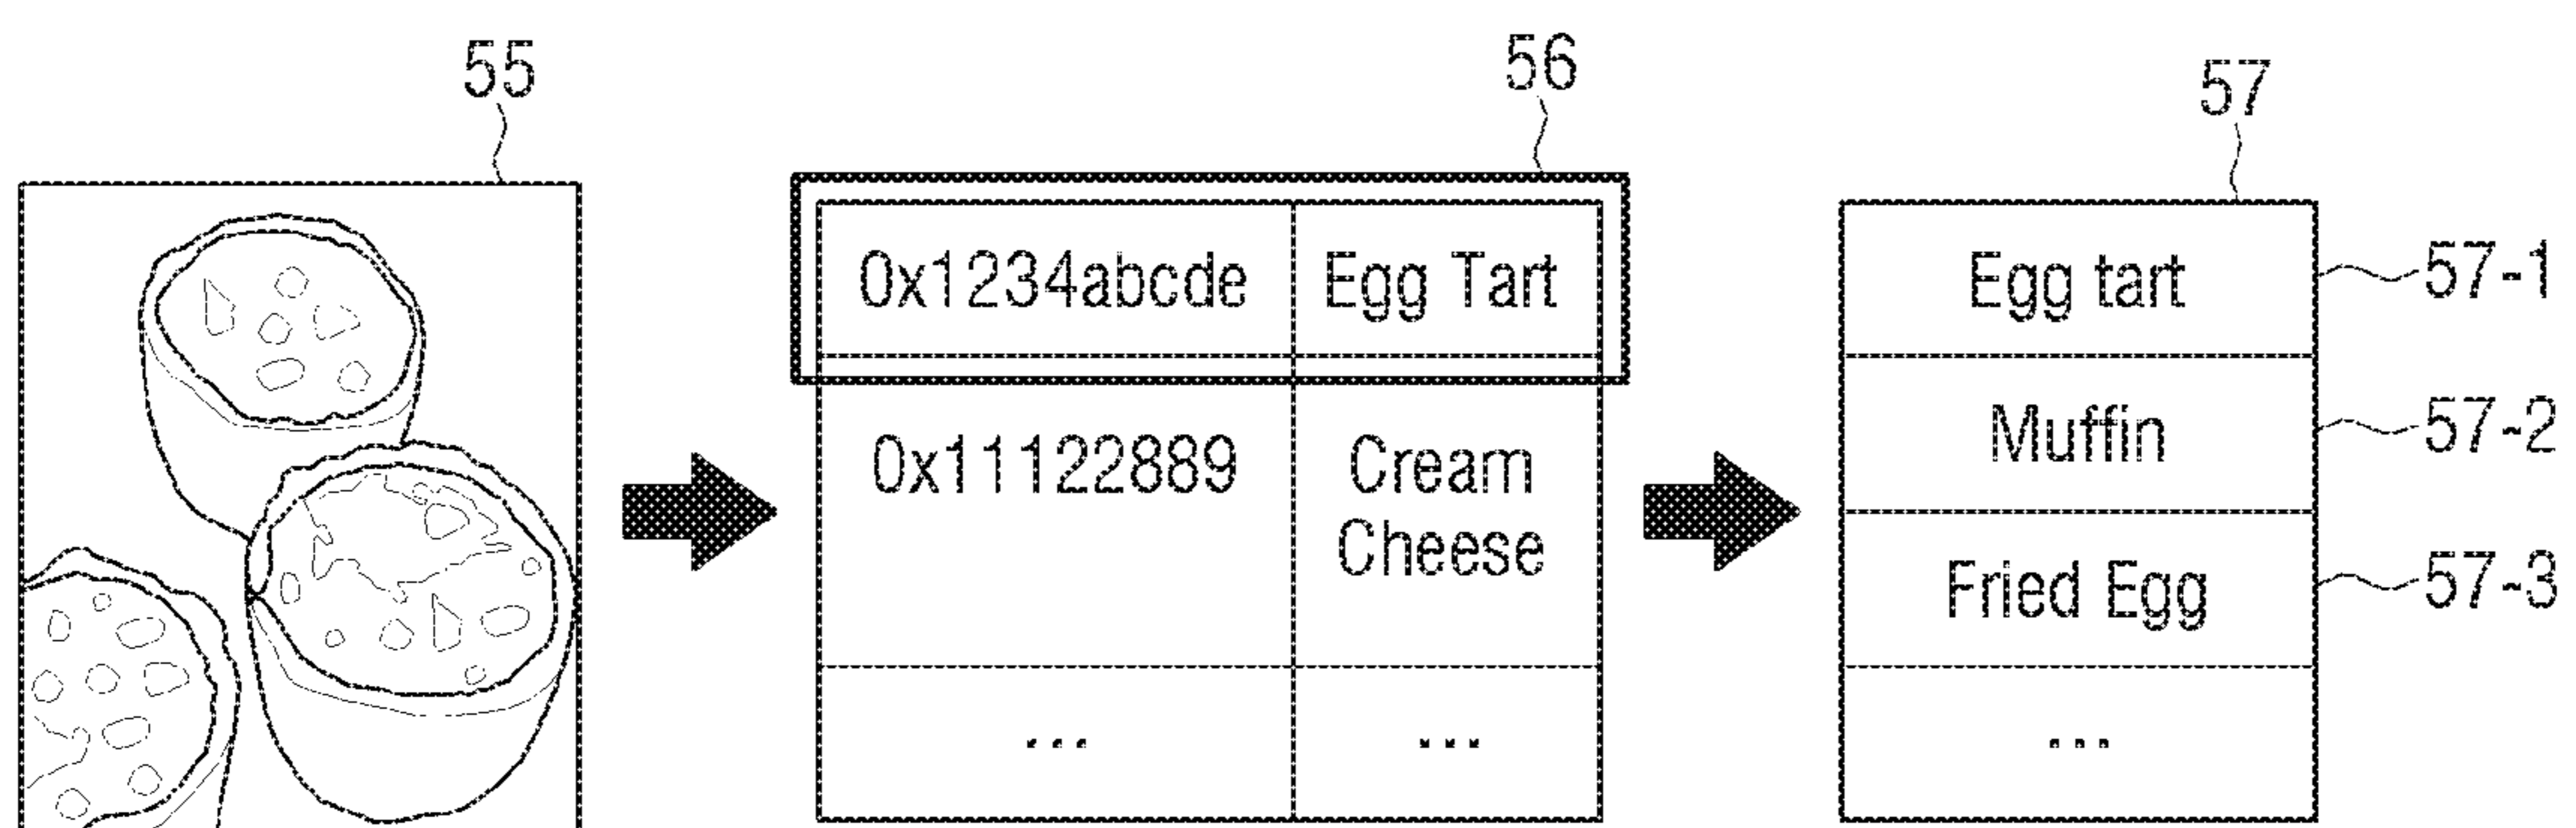 55
56
57
0x1234abcde Egg Tart
0x11122889 Cream
Cheese
... ...
Egg tart
Muffin
Fried Egg
...
57-1
57-2
57-3